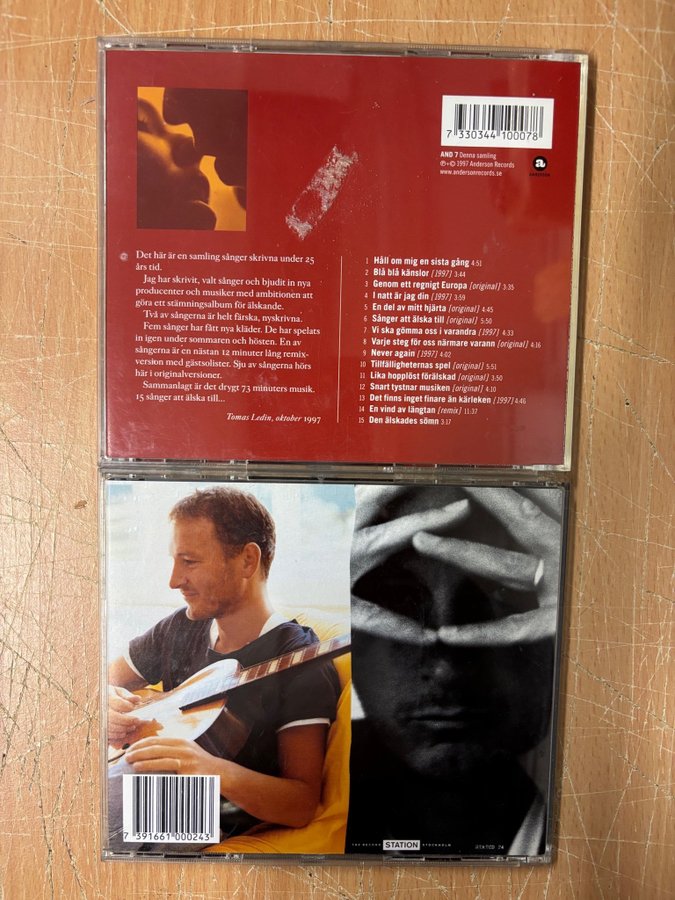 7 330344 100078
AND 7 Denna samling
℗+© 1997 Anderson Records
www.andersonrecords.se
a
ANDERSON
Det här är en samling sånger skrivna under 25
års tid.
Jag har skrivit, valt sånger och bjudit in nya
producenter och musiker med ambitionen att
göra ett stämningsalbum för älskande.
Två av sångerna är helt färska, nyskrivna.
Fem sånger har fått nya kläder. De har spelats
in igen under sommaren och hösten. En av
sångerna är en nästan 12 minuter lång remix-
version med gästsolister. Sju av sångerna hörs
här i originalversioner.
Sammanlagt är det drygt 73 minuters musik.
15 sånger att älska till...
Tomas Ledin, oktober 1997
1 Håll om mig en sista gång 4:51
2 Blå blå känslor [1997] 3:44
3 Genom ett regnigt Europa [original] 3:35
4 I natt är jag din [1997] 3:59
5 En del av mitt hjärta [original] 4:45
6 Sånger att älska till [original] 5:50
7 Vi ska gömma oss i varandra [1997] 4:33
8 Varje steg för oss närmare varann [original] 4:16
9 Never again [1997] 4:02
10 Tillfälligheternas spel [original] 5:51
11 Lika hopplöst förälskad [original] 3:50
12 Snart tystnar musiken [original] 4:10
13 Det finns inget finare än kärleken [1997] 4:46
14 En vind av längtan [remix] 11:37
15 Den älskades sömn 3:17
7 391661 000243
THE RECORD STATION STOCKHOLM